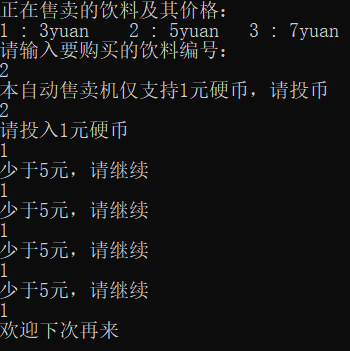 正在售卖的饮料及其价格：
1 : 3yuan 2 : 5yuan 3 : 7yuan
请输入要购买的饮料编号：
2
本自动售卖机仅支持1元硬币，请投币
2
请投入1元硬币
1
少于5元，请继续
1
少于5元，请继续
1
少于5元，请继续
1
少于5元，请继续
1
欢迎下次再来